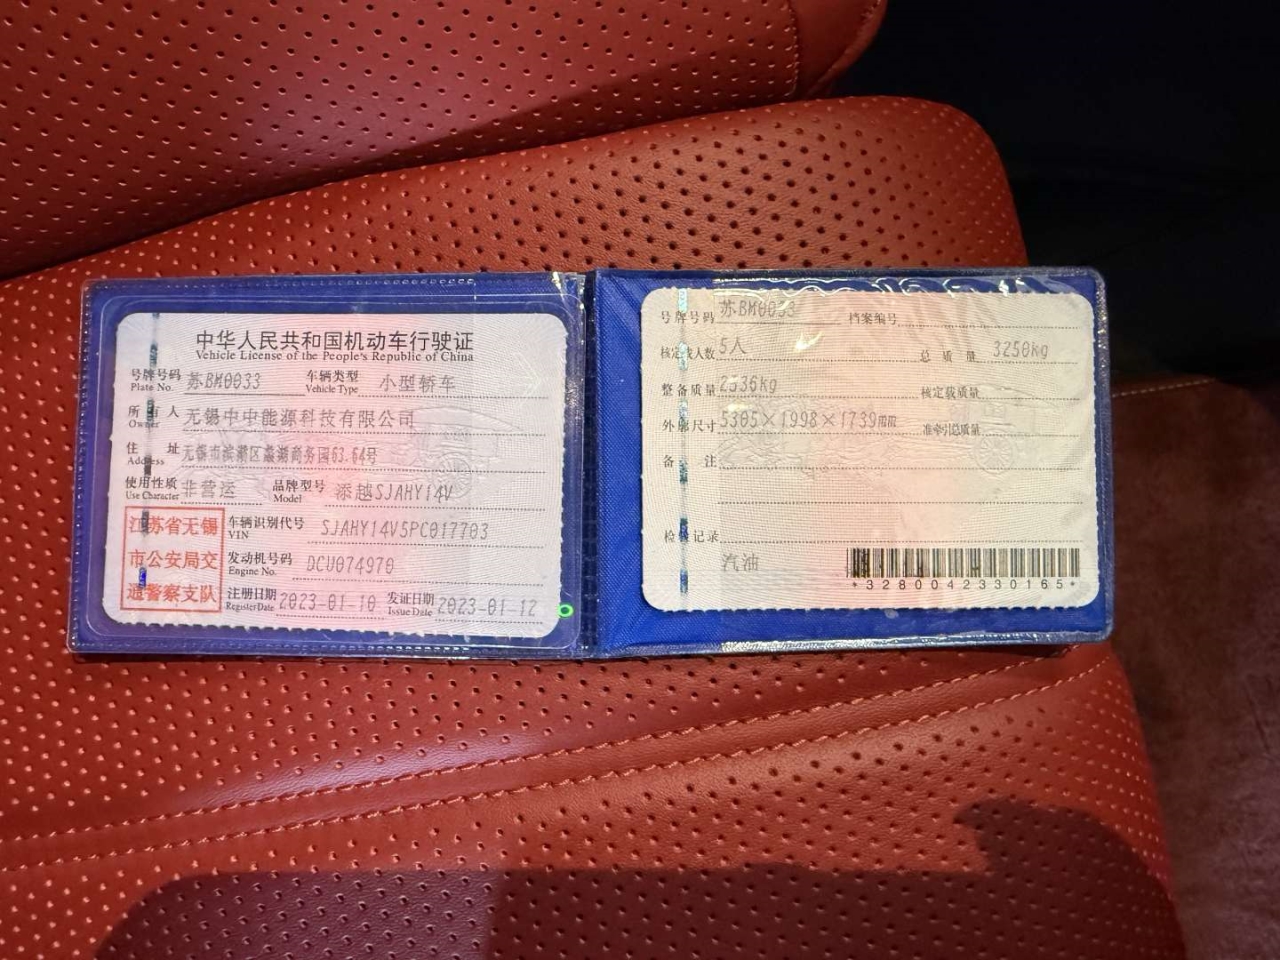 中华人民共和国机动车行驶证
Vehicle License of the People's Republic of China
号牌号码 Plate No. 苏BM0033 车辆类型 Vehicle Type 小型轿车
所有人 Owner 无锡中中能源科技有限公司
住址 Address 无锡市滨湖区蠡湖商务园63.64号
使用性质 Use Character 非营运 品牌型号 Model 添越SJAHY14V
江苏省无锡
市公安局交
通警察支队
车辆识别代号 VIN SJAHY14V5PC017703
发动机号码 Engine No. DCU074970
注册日期 Register Date 2023-01-10 发证日期 Issue Date 2023-01-12
号牌号码 苏BM0033 档案编号
核定载人数 5人 总质量 3250kg
整备质量 2536kg 核定载质量
外廓尺寸 5305×1998×1739mm 准牵引总质量
备注
检验记录
汽油
*3280042330165*